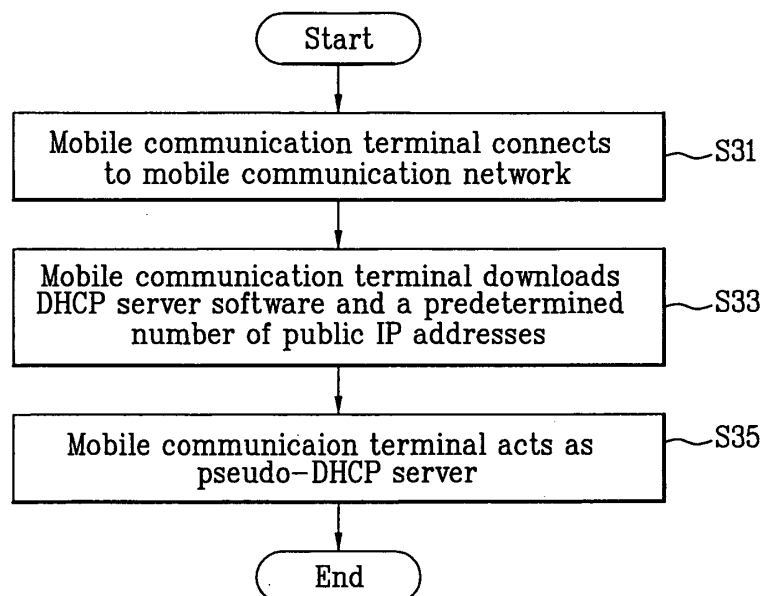 Start
Mobile communication terminal connects
to mobile communication network
S31
Mobile communication terminal downloads
DHCP server software and a predetermined
number of public IP addresses
S33
Mobile communicaion terminal acts as
pseudo-DHCP server
S35
End